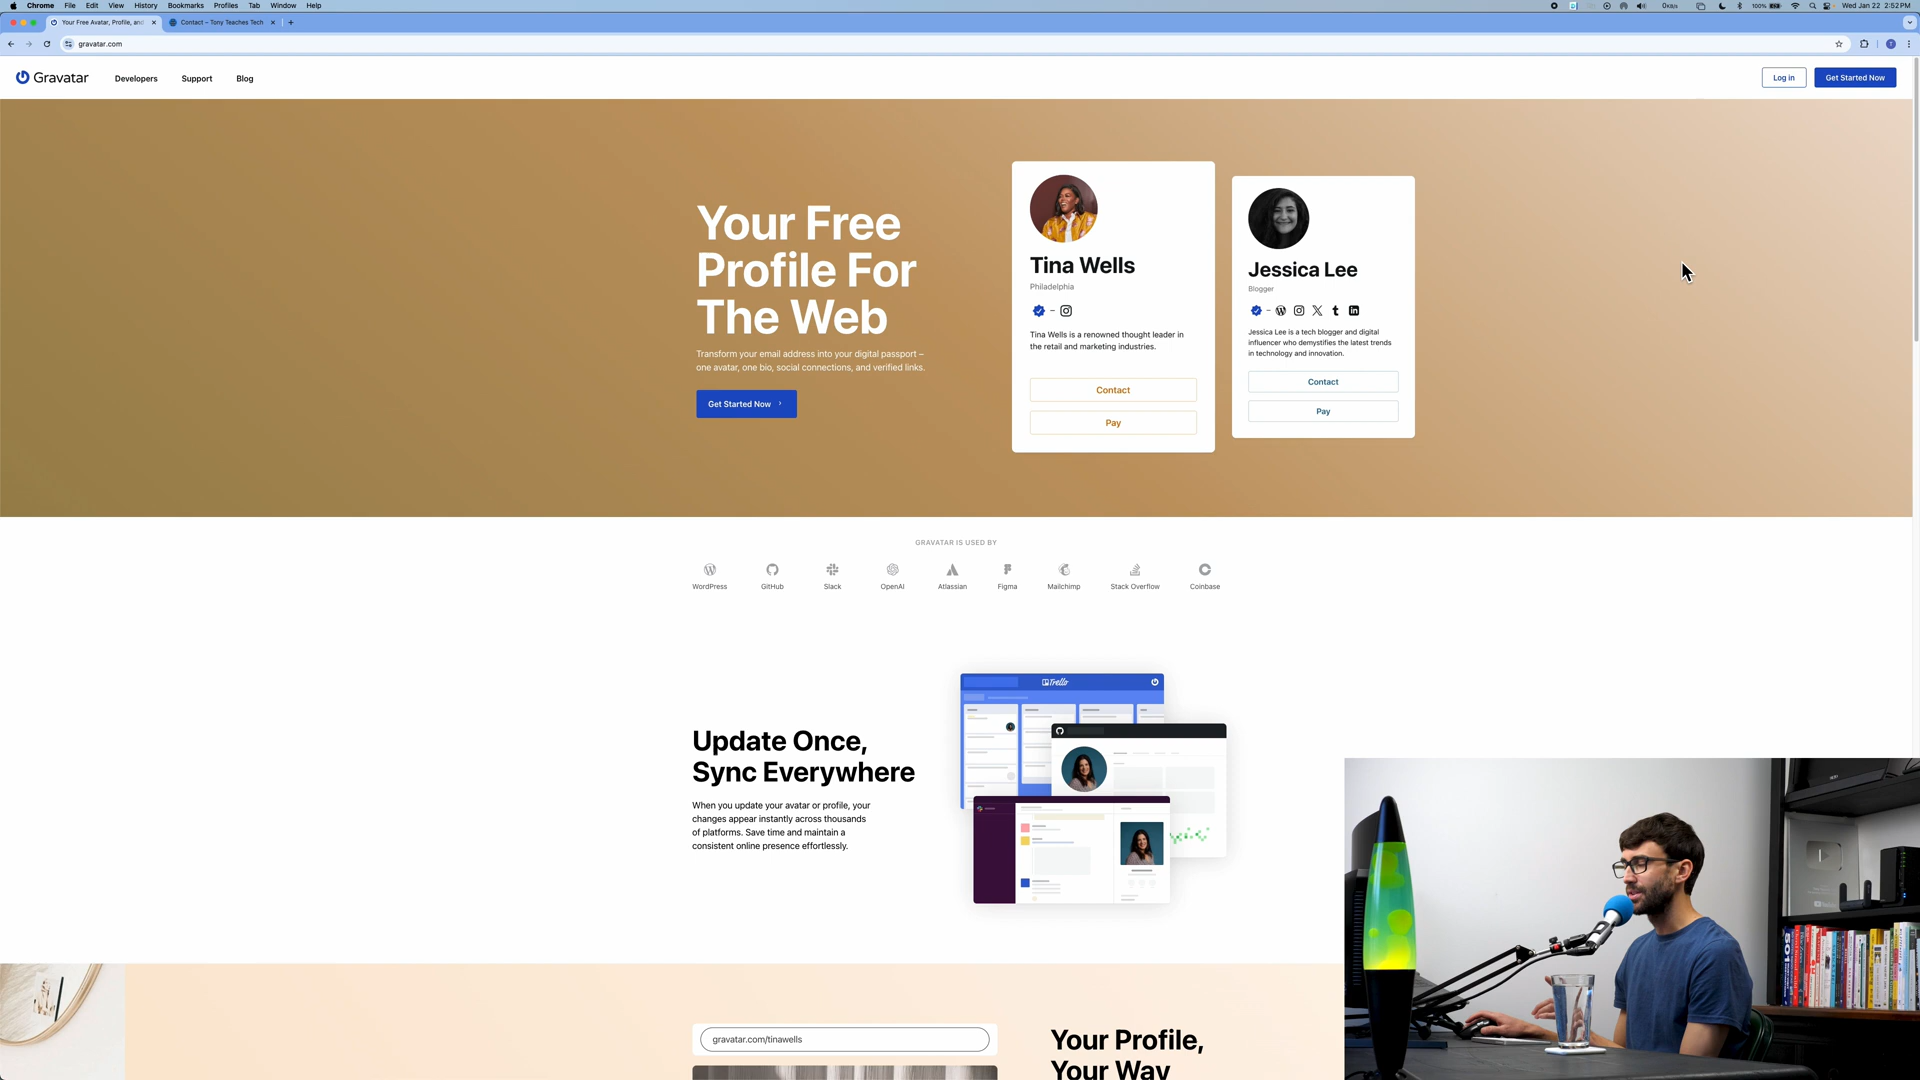 Chrome File Edit View History Bookmarks Profiles Tab Window Help
100%
Wed Jan 22 2:52 PM
Your Free Avatar, Profile, and
Contact – Tony Teaches Tech
gravatar.com
Gravatar
Developers
Support
Blog
Log in
Get Started Now
Your Free
Profile For
The Web
Transform your email address into your digital passport –
one avatar, one bio, social connections, and verified links.
Get Started Now
Tina Wells
Philadelphia
Tina Wells is a renowned thought leader in
the retail and marketing industries.
Contact
Pay
Jessica Lee
Blogger
Jessica Lee is a tech blogger and digital
influencer who demystifies the latest trends
in technology and innovation.
Contact
Pay
GRAVATAR IS USED BY
WordPress
GitHub
Slack
OpenAI
Atlassian
Figma
Mailchimp
Stack Overflow
Coinbase
Update Once,
Sync Everywhere
When you update your avatar or profile, your
changes appear instantly across thousands
of platforms. Save time and maintain a
consistent online presence effortlessly.
Trello
gravatar.com/tinawells
Your Profile,
Your Way